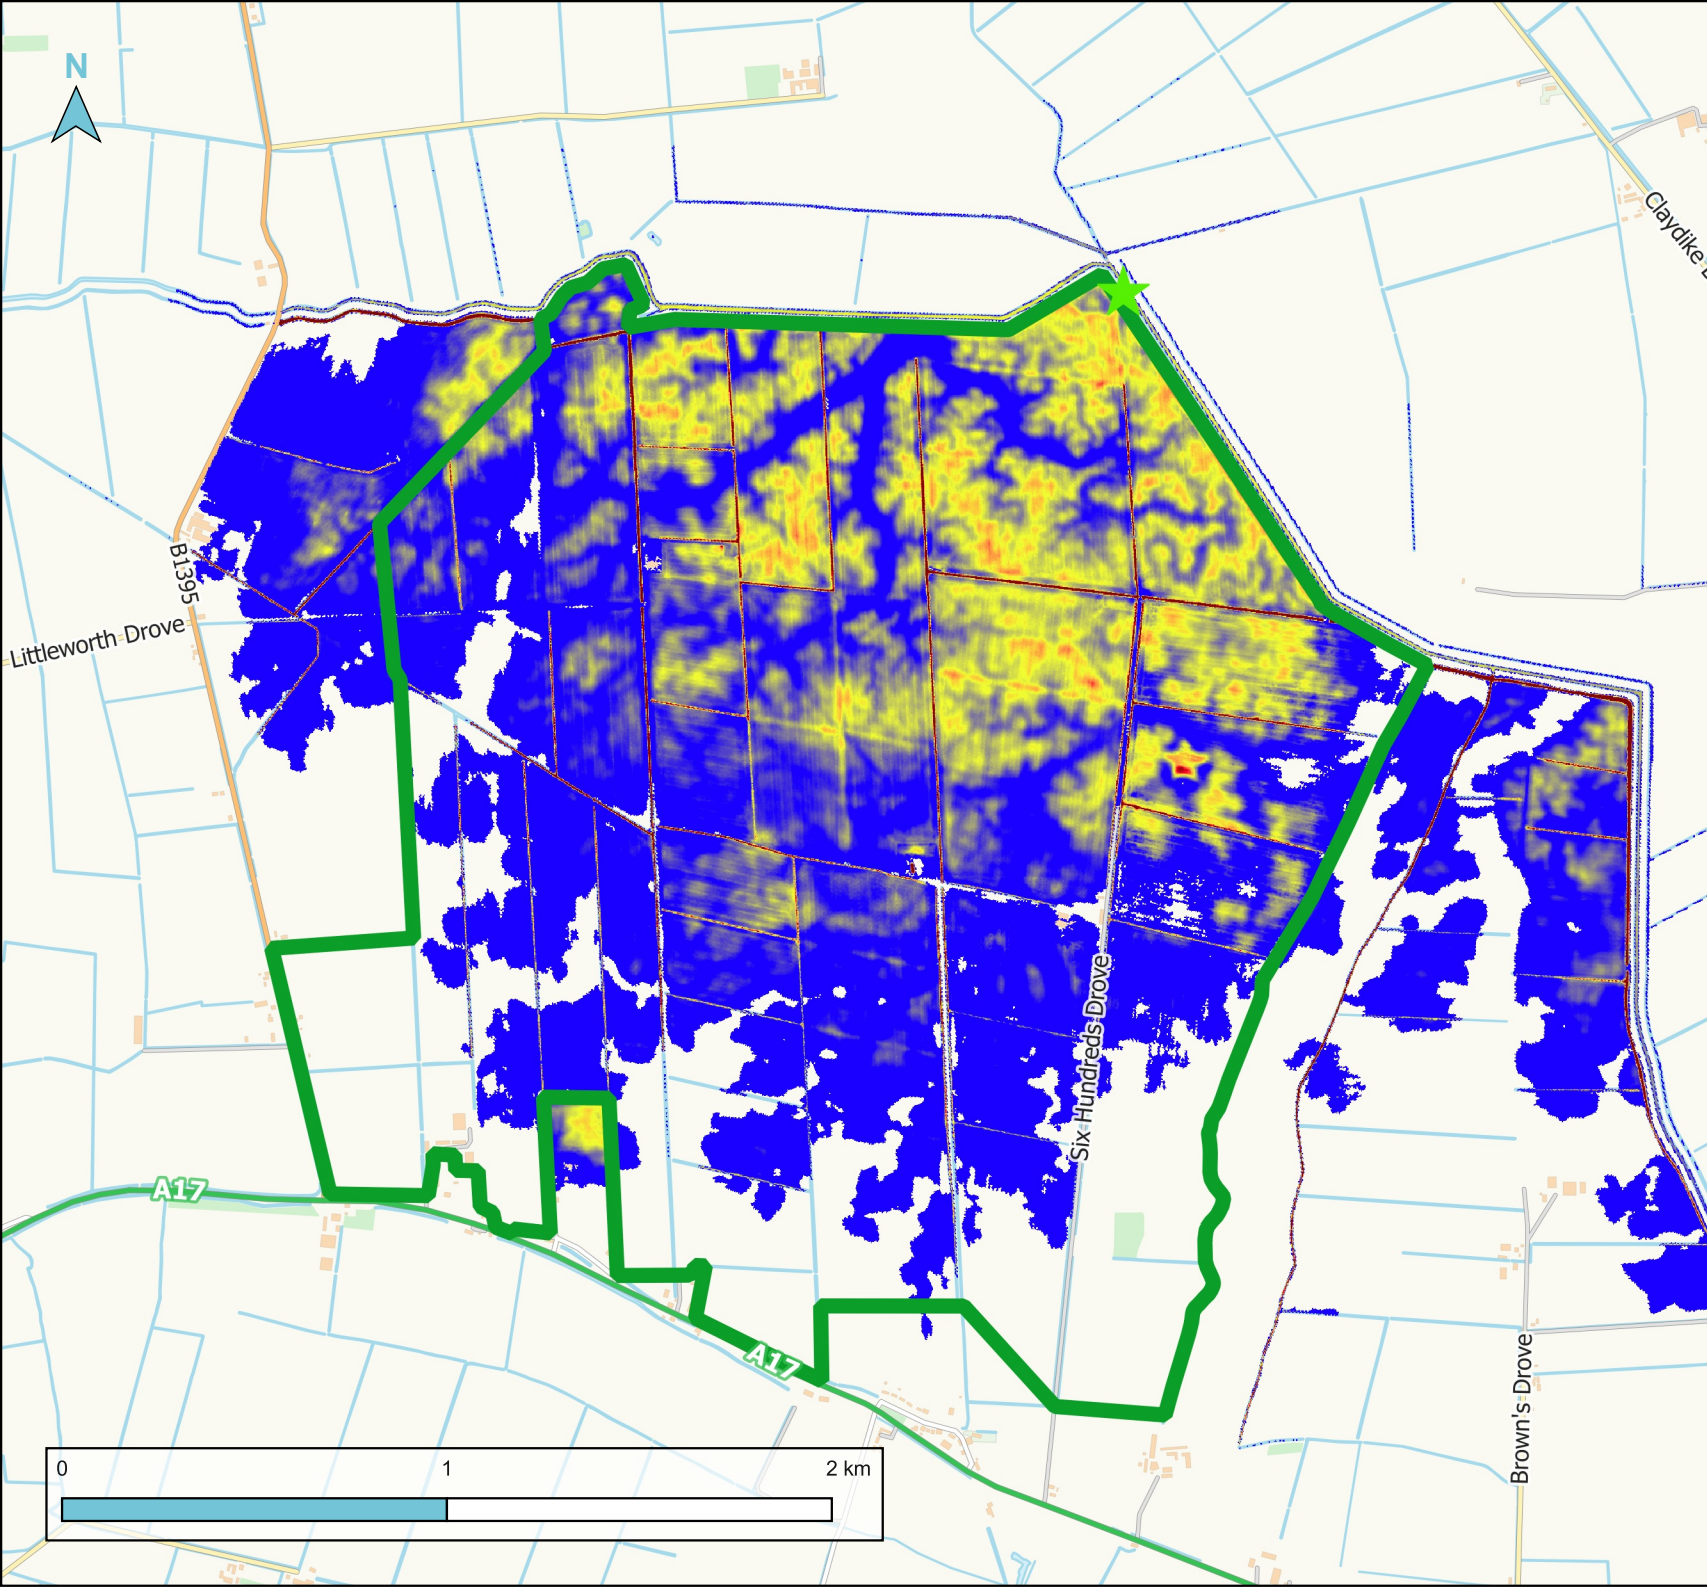 N
Claydike
B1395
Littleworth Drove
Six Hundreds Drove
A17
A17
Brown's Drove
0 1 2 km